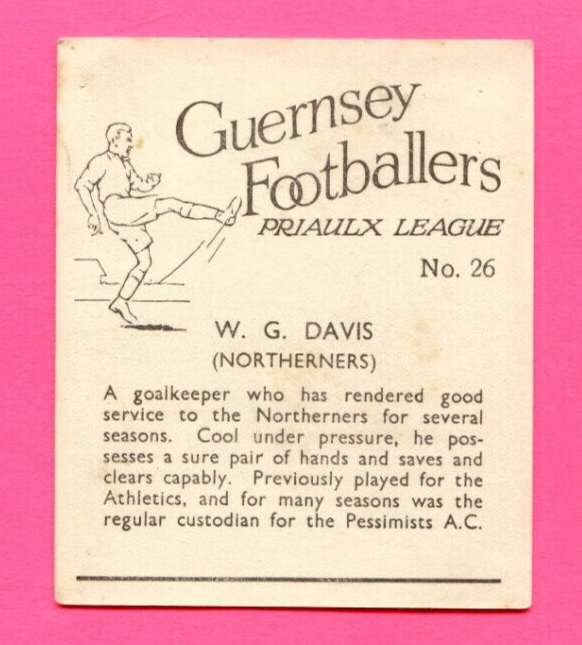 Guernsey
Footballers
PRIAULX LEAGUE
No. 26
W. G. DAVIS
(NORTHERNERS)
A goalkeeper who has rendered good
service to the Northerners for several
seasons. Cool under pressure, he pos-
sesses a sure pair of hands and saves and
clears capably. Previously played for the
Athletics, and for many seasons was the
regular custodian for the Pessimists A.C.